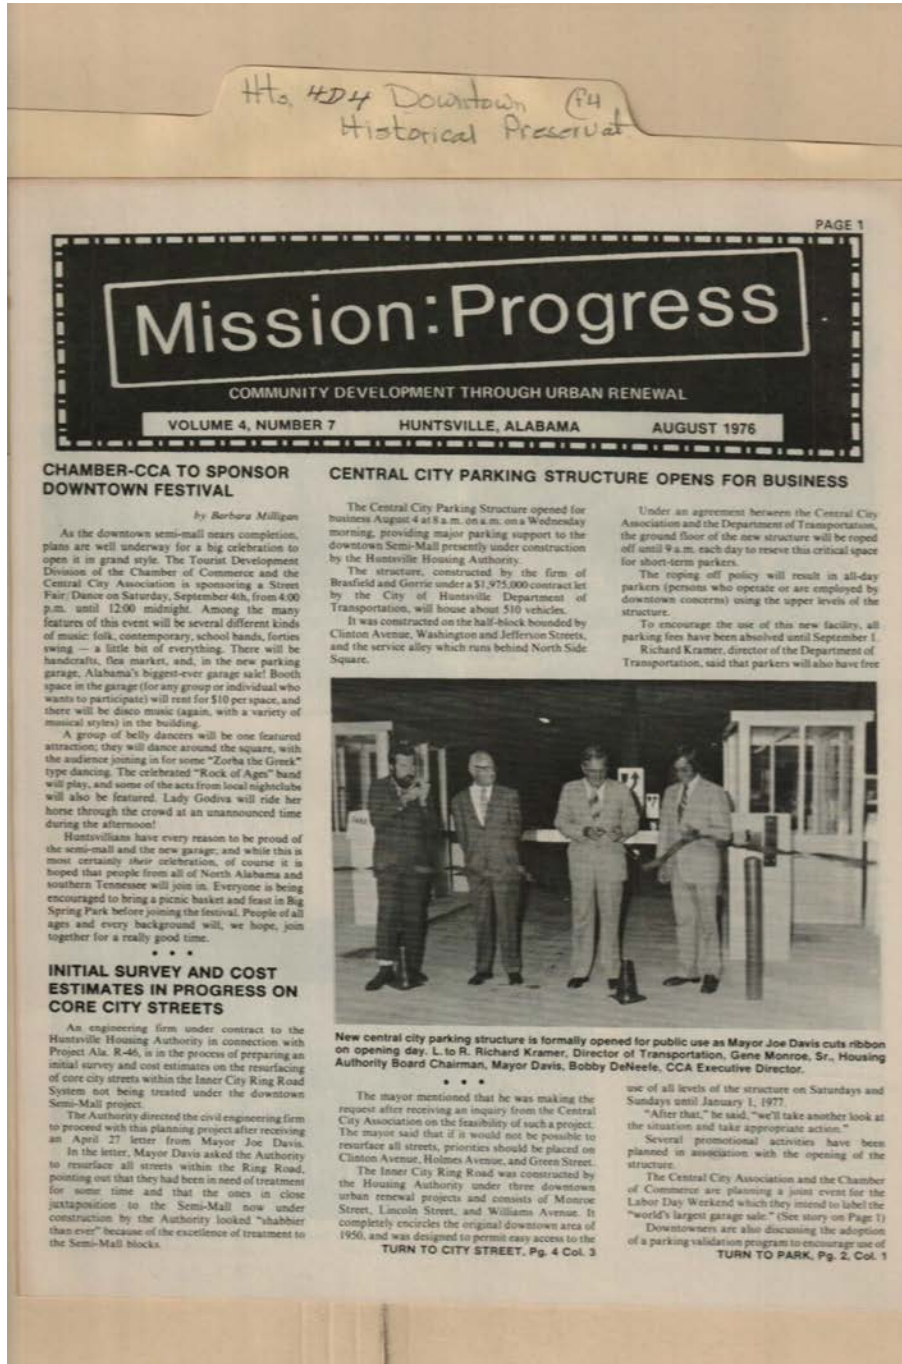 Hts. 4D4 Downtown
Historical Preservat
PAGE 1
Mission:Progress
COMMUNITY DEVELOPMENT THROUGH URBAN RENEWAL
VOLUME 4, NUMBER 7 HUNTSVILLE, ALABAMA AUGUST 1976
CHAMBER-CCA TO SPONSOR
DOWNTOWN FESTIVAL
by Barbara Milligan
As the downtown semi-mall nears completion,
plans are well underway for a big celebration to
open it in grand style. The Tourist Development
Division of the Chamber of Commerce and the
Central City Association is sponsoring a Street
Fair/Dance on Saturday, September 4th, from 4:00
p.m. until 12:00 midnight. Among the many
features of this event will be several different kinds
of music: folk, contemporary, school bands, forties
swing — a little bit of everything. There will be
handcrafts, flea market, and, in the new parking
garage, Alabama's biggest-ever garage sale! Booth
space in the garage (for any group or individual who
wants to participate) will rent for $10 per space, and
there will be disco music (again, with a variety of
musical styles) in the building.
A group of belly dancers will be one featured
attraction; they will dance around the square, with
the audience joining in for some "Zorba the Greek"
type dancing. The celebrated "Rock of Ages" band
will play, and some of the acts from local nightclubs
will also be featured. Lady Godiva will ride her
horse through the crowd at an unannounced time
during the afternoon!
Huntsvillians have every reason to be proud of
the semi-mall and the new garage, and while this is
most certainly their celebration, of course it is
hoped that people from all of North Alabama and
southern Tennessee will join in. Everyone is being
encouraged to bring a picnic basket and feast in Big
Spring Park before joining the festival. People of all
ages and every background will, we hope, join
together for a really good time.
• • •
INITIAL SURVEY AND COST
ESTIMATES IN PROGRESS ON
CORE CITY STREETS
An engineering firm under contract to the
Huntsville Housing Authority in connection with
Project Ala. R-46, is in the process of preparing an
initial survey and cost estimates on the resurfacing
of core city streets within the Inner City Ring Road
System not being treated under the downtown
Semi-Mall project.
The Authority directed the civil engineering firm
to proceed with this planning project after receiving
an April 27 letter from Mayor Joe Davis.
In the letter, Mayor Davis asked the Authority
to resurface all streets within the Ring Road,
pointing out that they had been in need of treatment
for some time and that the ones in close
juxtaposition to the Semi-Mall now under
construction by the Authority looked "shabbier
than ever" because of the excellence of treatment to
the Semi-Mall blocks.
CENTRAL CITY PARKING STRUCTURE OPENS FOR BUSINESS
The Central City Parking Structure opened for
business August 4 at 8 a.m. on a.m. on a Wednesday
morning, providing major parking support to the
downtown Semi-Mall presently under construction
by the Huntsville Housing Authority.
The structure, constructed by the firm of
Brasfield and Gorrie under a $1,975,000 contract let
by the City of Huntsville Department of
Transportation, will house about 510 vehicles.
It was constructed on the half-block bounded by
Clinton Avenue, Washington and Jefferson Streets,
and the service alley which runs behind North Side
Square.
Under an agreement between the Central City
Association and the Department of Transportation,
the ground floor of the new structure will be roped
off until 9 a.m. each day to reseve this critical space
for short-term parkers.
The roping off policy will result in all-day
parkers (persons who operate or are employed by
downtown concerns) using the upper levels of the
structure.
To encourage the use of this new facility, all
parking fees have been absolved until September 1.
Richard Kramer, director of the Department of
Transportation, said that parkers will also have free
New central city parking structure is formally opened for public use as Mayor Joe Davis cuts ribbon
on opening day. L. to R. Richard Kramer, Director of Transportation, Gene Monroe, Sr., Housing
Authority Board Chairman, Mayor Davis, Bobby DeNeefe, CCA Executive Director.
• • •
The mayor mentioned that he was making the
request after receiving an inquiry from the Central
City Association on the feasibility of such a project.
The mayor said that if it would not be possible to
resurface all streets, priorities should be placed on
Clinton Avenue, Holmes Avenue, and Green Street.
The Inner City Ring Road was constructed by
the Housing Authority under three downtown
urban renewal projects and consists of Monroe
Street, Lincoln Street, and Williams Avenue. It
completely encircles the original downtown area of
1950, and was designed to permit easy access to the
TURN TO CITY STREET, Pg. 4 Col. 3
use of all levels of the structure on Saturdays and
Sundays until January 1, 1977.
"After that," he said, "we'll take another look at
the situation and take appropriate action."
Several promotional activities have been
planned in association with the opening of the
structure.
The Central City Association and the Chamber
of Commerce are planning a joint event for the
Labor Day Weekend which they intend to label the
"world's largest garage sale." (See story on Page 1)
Downtowners are also discussing the adoption
of a parking validation program to encourage use of
TURN TO PARK, Pg. 2, Col. 1